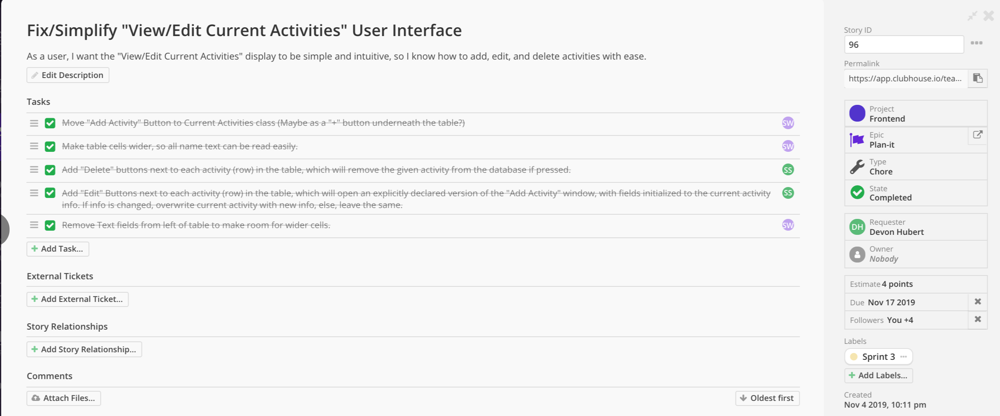 Fix/Simplify "View/Edit Current Activities" User Interface
As a user, I want the "View/Edit Current Activities" display to be simple and intuitive, so I know how to add, edit, and delete activities with ease.
Edit Description
Tasks
Move "Add Activity" Button to Current Activities class (Maybe as a "+" button underneath the table?)
SW
Make table cells wider, so all name text can be read easily.
SW
Add "Delete" buttons next to each activity (row) in the table, which will remove the given activity from the database if pressed.
SS
Add "Edit" Buttons next to each activity (row) in the table, which will open an explicitly declared version of the "Add Activity" window, with fields initialized to the current activity
info. If info is changed, overwrite current activity with new info, else, leave the same.
SS
Remove Text fields from left of table to make room for wider cells.
SW
Add Task...
External Tickets
Add External Ticket...
Story Relationships
Add Story Relationship...
Comments
Attach Files...
Oldest first
Story ID
96
Permalink
https://app.clubhouse.io/tea...
Project
Frontend
Epic
Plan-it
Type
Chore
State
Completed
DH
Requester
Devon Hubert
Owner
Nobody
Estimate 4 points
Due Nov 17 2019
Followers You +4
Labels
Sprint 3
Add Labels...
Created
Nov 4 2019, 10:11 pm